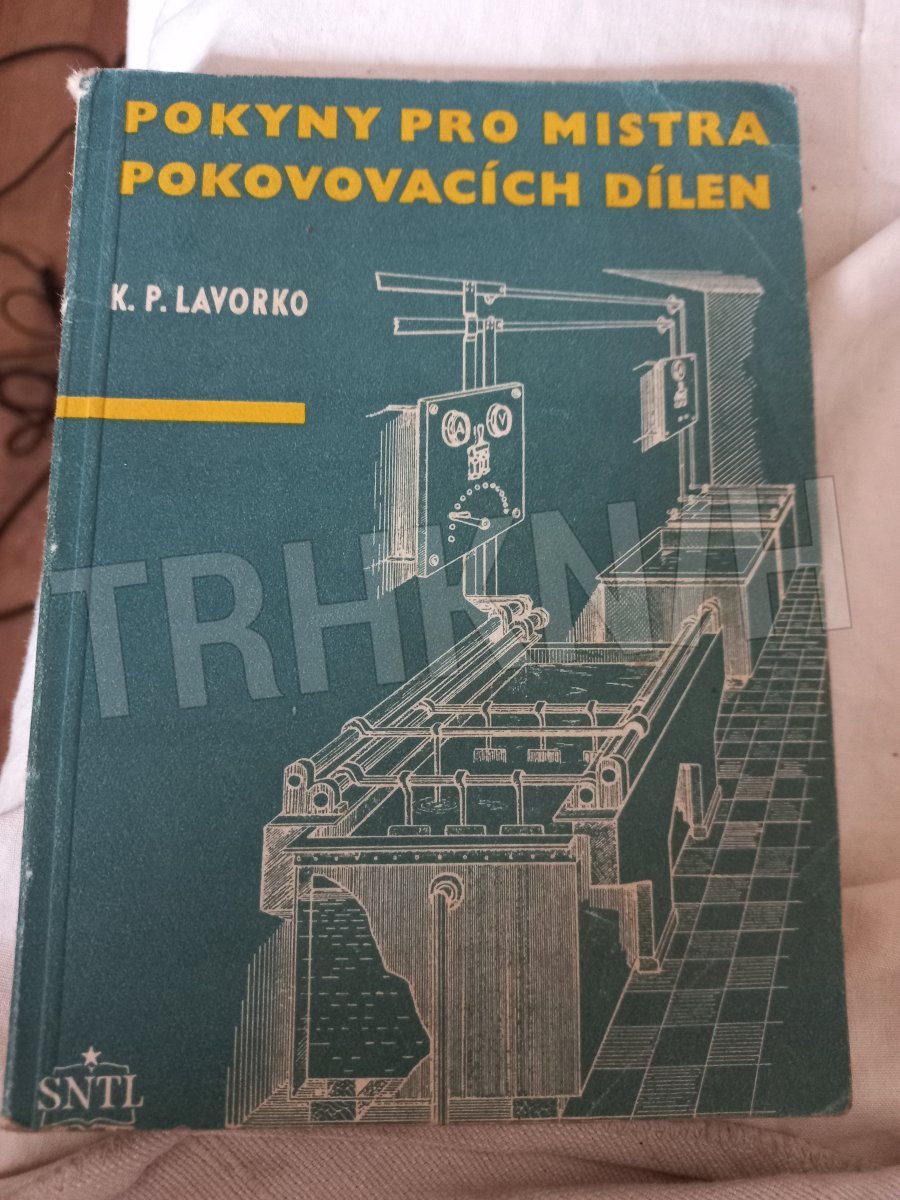 POKYNY PRO MISTRA
POKOVOVACÍCH DÍLEN
K. P. LAVORKO
A V
TRHKNIH
SNTL